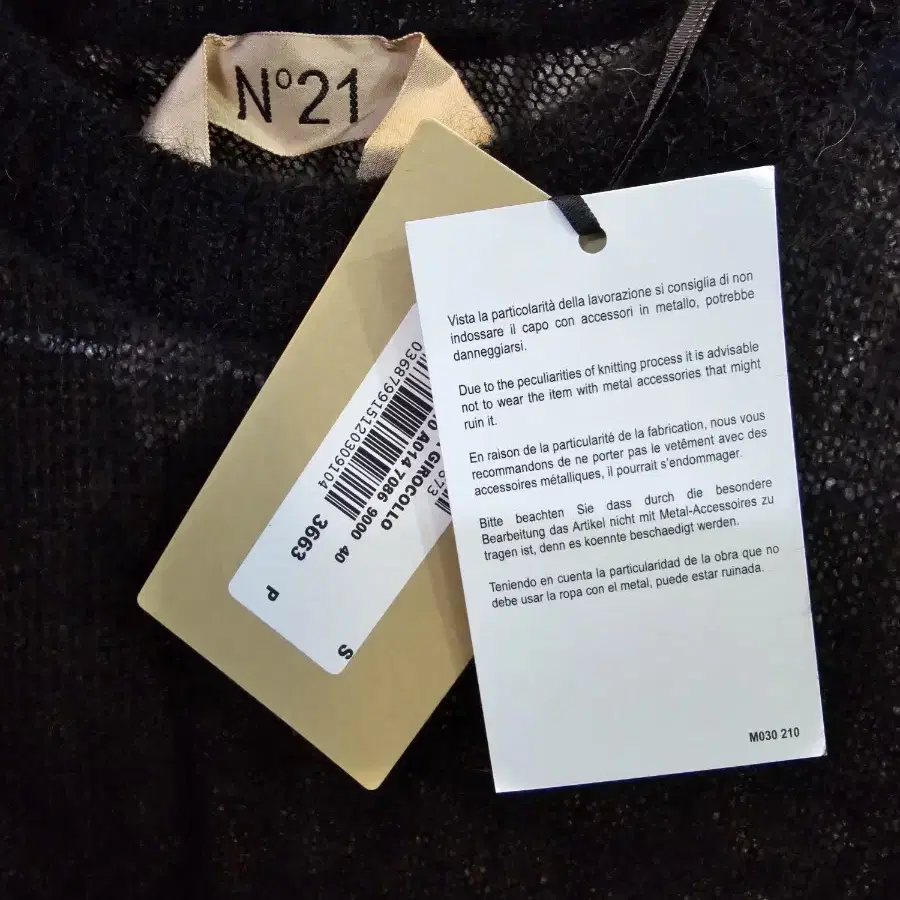 N°21
Vista la particolarità della lavorazione si consiglia di non
indossare il capo con accessori in metallo, potrebbe
danneggiarsi.
Due to the peculiarities of knitting process it is advisable
not to wear the item with metal accessories that might
ruin it.
En raison de la particularité de la fabrication, nous vous
recommandons de ne porter pas le vetêment avec des
accessoires métalliques, il pourrait s'endommager.
Bitte beachten Sie dass durch die besondere
Bearbeitung das Artikel nicht mit Metal-Accessoires zu
tragen ist, denn es koennte beschaedigt werden.
Teniendo en cuenta la particularidad de la obra que no
debe usar la ropa con el metal, puede estar ruinada.
M030 210
0368799151120309104
A014 7086 9000 40
GIROCOLLO
3663
P
S